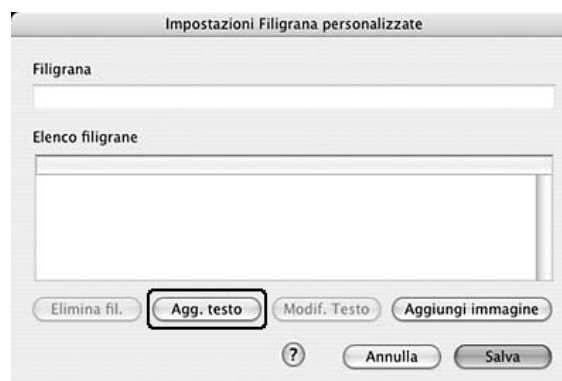 Impostazioni Filigrana personalizzate
Filigrana
Elenco filigrane
Elimina fil. Agg. testo Modif. Testo Aggiungi immagine
? Annulla Salva